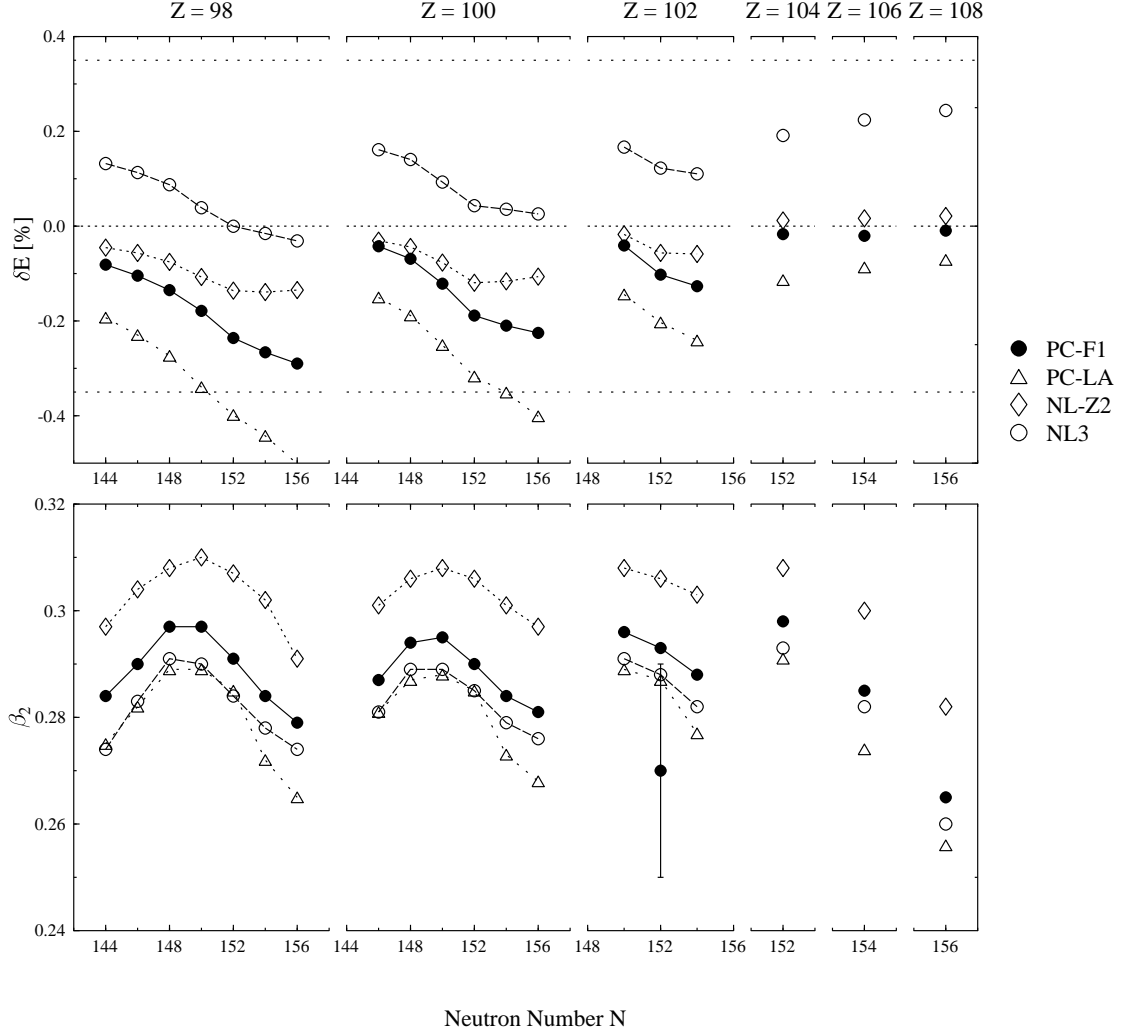 Z = 98 Z = 100 Z = 102 Z = 104 Z = 106 Z = 108
0.4
0.2
0.0
-0.2
-0.4
δE [%]
144 148 152 156 144 148 152 156 148 152 156 152 154 156
PC-F1
PC-LA
NL-Z2
NL3
0.32
0.3
0.28
0.26
0.24
β2
144 148 152 156 144 148 152 156 148 152 156 152 154 156
Neutron Number N